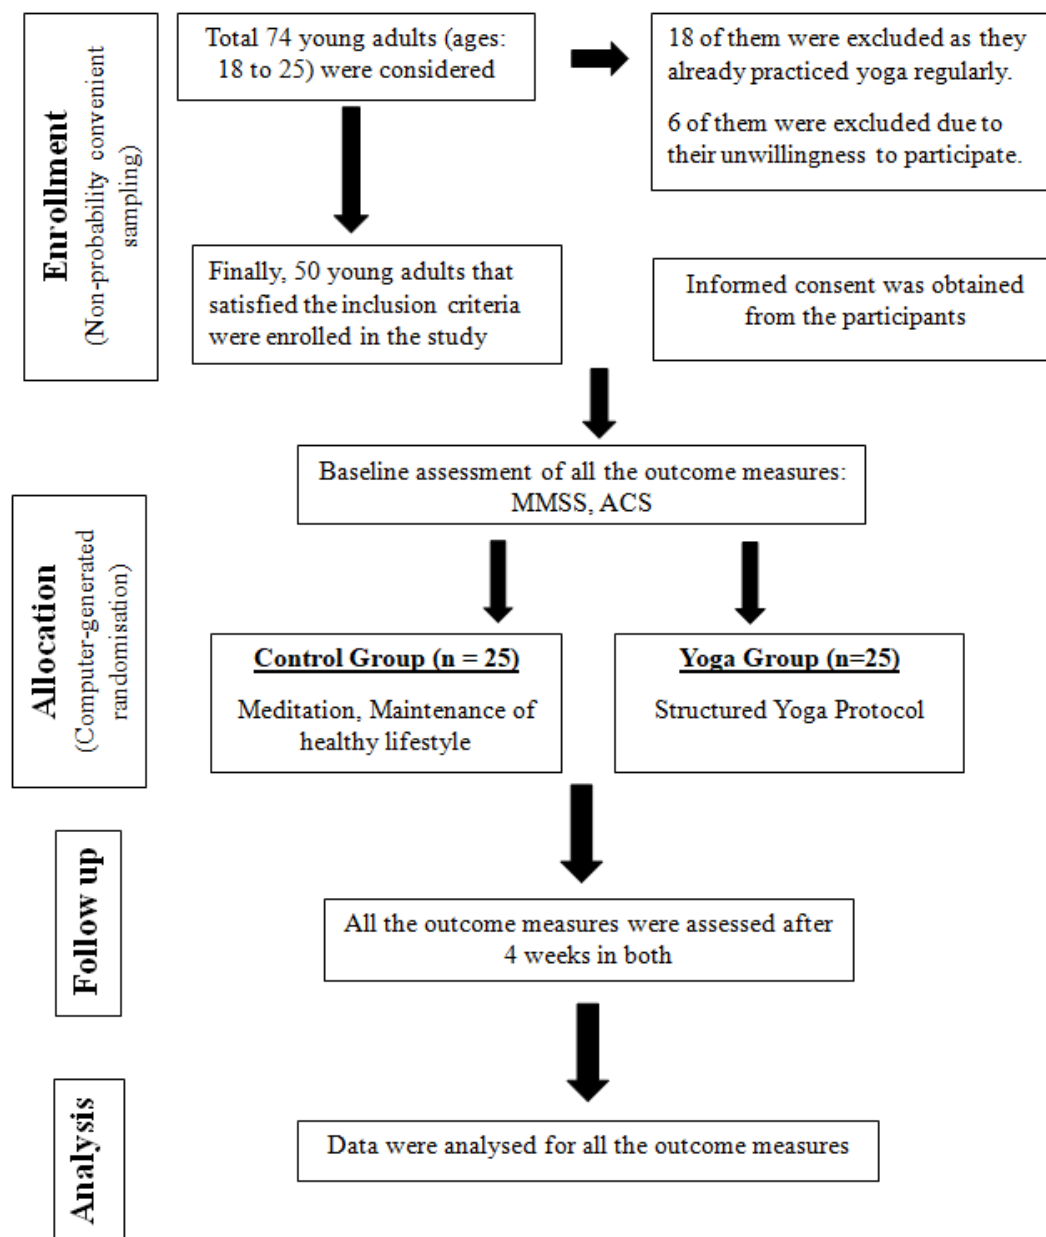 Enrollment
(Non-probability convenient
sampling)
Total 74 young adults (ages:
18 to 25) were considered
18 of them were excluded as they
already practiced yoga regularly.
6 of them were excluded due to
their unwillingness to participate.
Finally, 50 young adults that
satisfied the inclusion criteria
were enrolled in the study
Informed consent was obtained
from the participants
Baseline assessment of all the outcome measures:
MMSS, ACS
Allocation
(Computer-generated
randomisation)
Control Group (n = 25)
Meditation, Maintenance of
healthy lifestyle
Yoga Group (n=25)
Structured Yoga Protocol
Follow up
All the outcome measures were assessed after
4 weeks in both
Analysis
Data were analysed for all the outcome measures